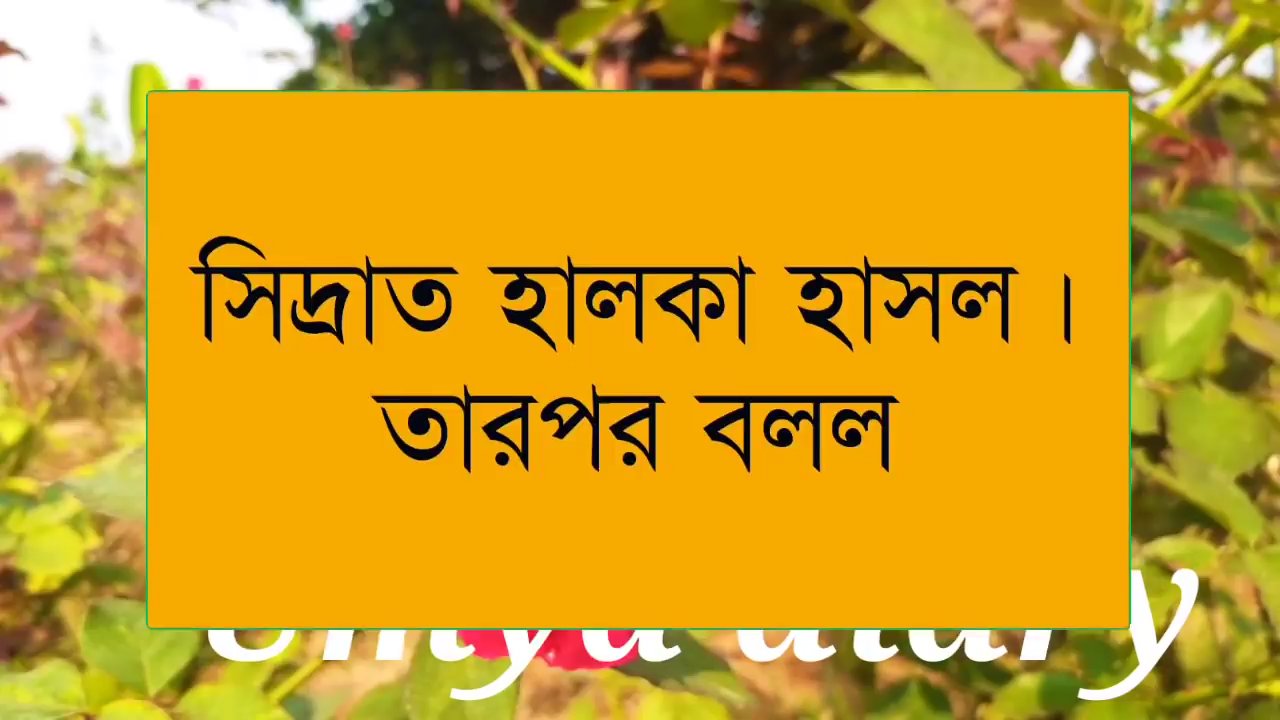 সিদ্রাত হালকা হাসল ।
তারপর বলল